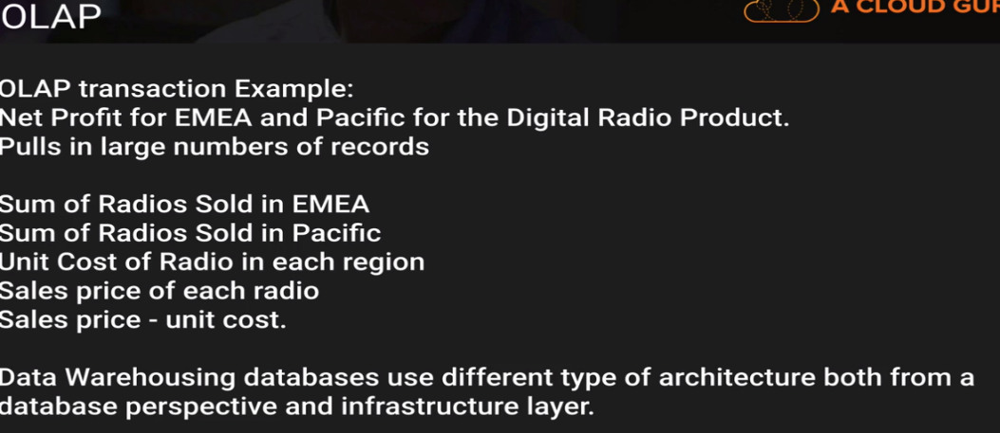 OLAP
A CLOUD
OLAP transaction Example:
Net Profit for EMEA and Pacific for the Digital Radio Product.
Pulls in large numbers of records
Sum of Radios Sold in EMEA
Sum of Radios Sold in Pacific
Unit Cost of Radio in each region
Sales price of each radio
Sales price - unit cost.
Data Warehousing databases use different type of architecture both from a
database perspective and infrastructure layer.